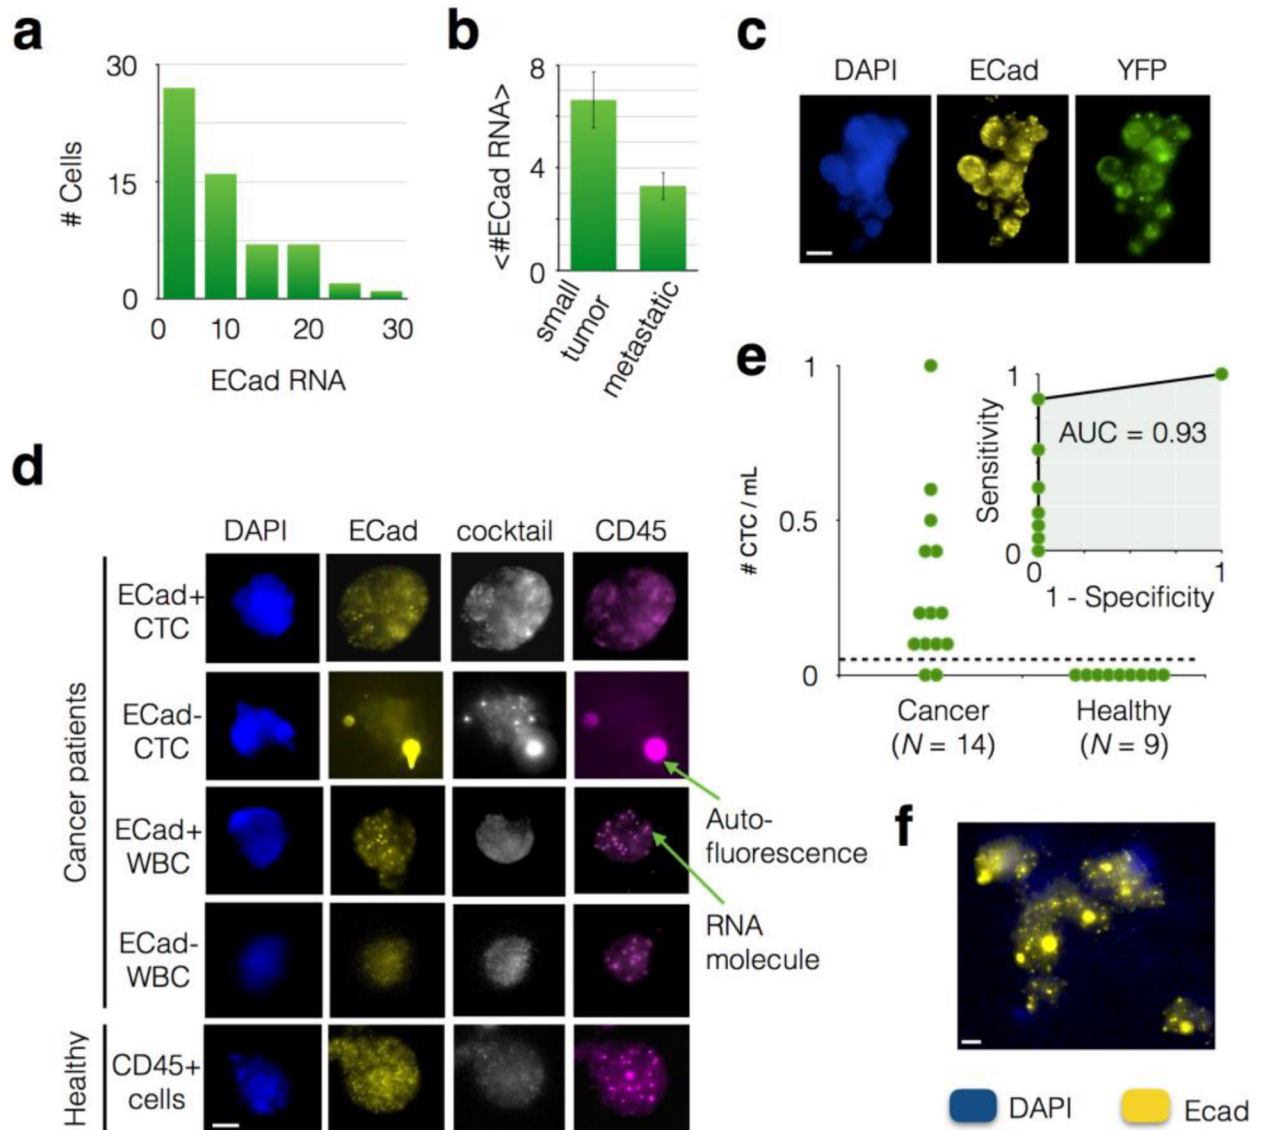 a
30
15
0
# Cells
0 10 20 30
ECad RNA
b
8
4
0
<#ECad RNA>
small
tumor
metastatic
c
DAPI ECad YFP
d
DAPI ECad cocktail CD45
Cancer patients
ECad+
CTC
ECad-
CTC
ECad+
WBC
ECad-
WBC
Healthy
CD45+
cells
Auto-
fluorescence
RNA
molecule
e
1
0.5
0
# CTC / mL
Cancer
(N = 14)
Healthy
(N = 9)
1
0
Sensitivity
AUC = 0.93
0 1
1 - Specificity
f
DAPI Ecad